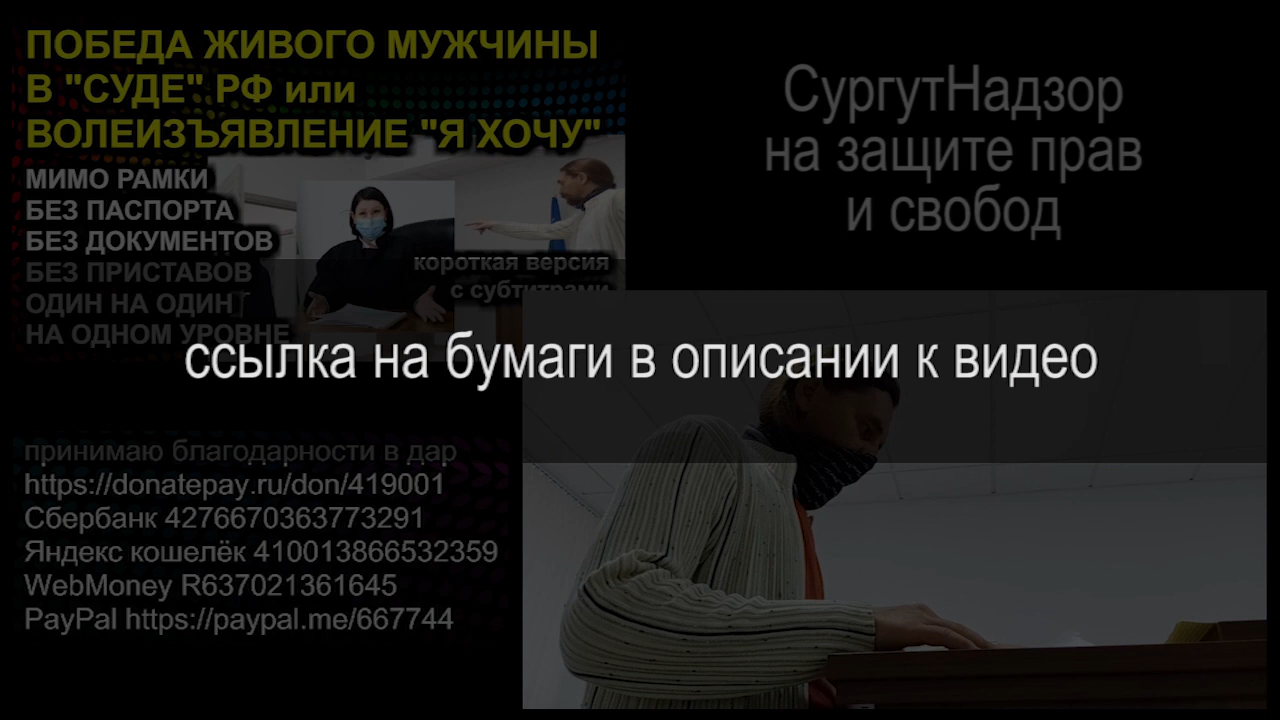 ПОБЕДА ЖИВОГО МУЖЧИНЫ
В "СУДЕ" РФ или
ВОЛЕИЗЪЯВЛЕНИЕ "Я ХОЧУ"
МИМО РАМКИ
БЕЗ ПАСПОРТА
БЕЗ ДОКУМЕНТОВ
БЕЗ ПРИСТАВОВ
ОДИН НА ОДИН
НА ОДНОМ УРОВНЕ
короткая версия
с субтитрами
СургутНадзор
на защите прав
и свобод
ссылка на бумаги в описании к видео
принимаю благодарности в дар
https://donatepay.ru/don/419001
Сбербанк 4276670363773291
Яндекс кошелёк 410013866532359
WebMoney R637021361645
PayPal https://paypal.me/667744